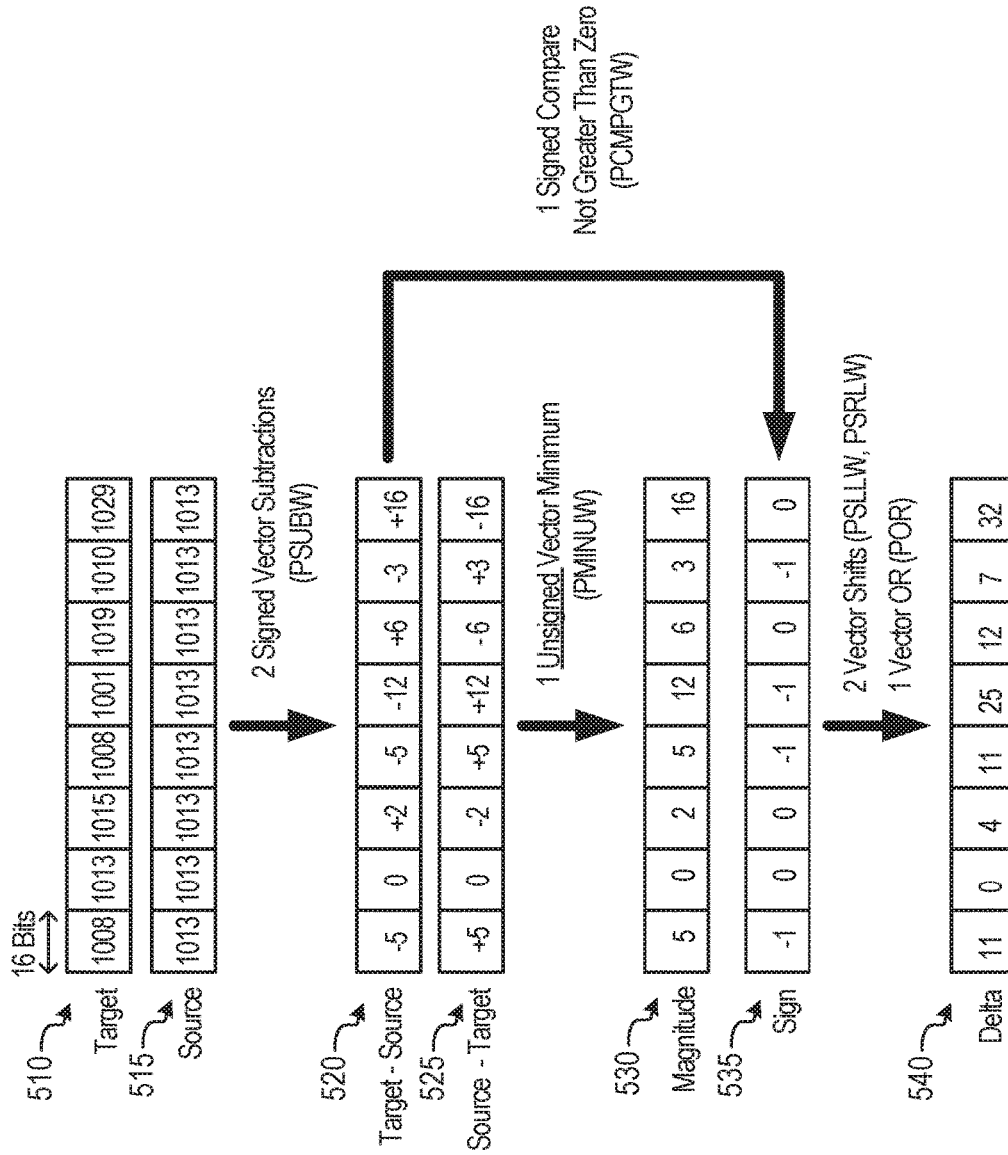 16 Bits
510
Target 1008 1013 1015 1008 1001 1019 1010 1029
515
Source 1013 1013 1013 1013 1013 1013 1013 1013
2 Signed Vector Subtractions
(PSUBW)
520
Target - Source -5 0 +2 -5 -12 +6 -3 +16
525
Source - Target +5 0 -2 +5 +12 -6 +3 -16
1 Unsigned Vector Minimum
(PMINUW)
1 Signed Compare
Not Greater Than Zero
(PCMPGTW)
530
Magnitude 5 0 2 5 12 6 3 16
535
Sign -1 0 0 -1 -1 0 -1 0
2 Vector Shifts (PSLLW, PSRLW)
1 Vector OR (POR)
540
Delta 11 0 4 11 25 12 7 32